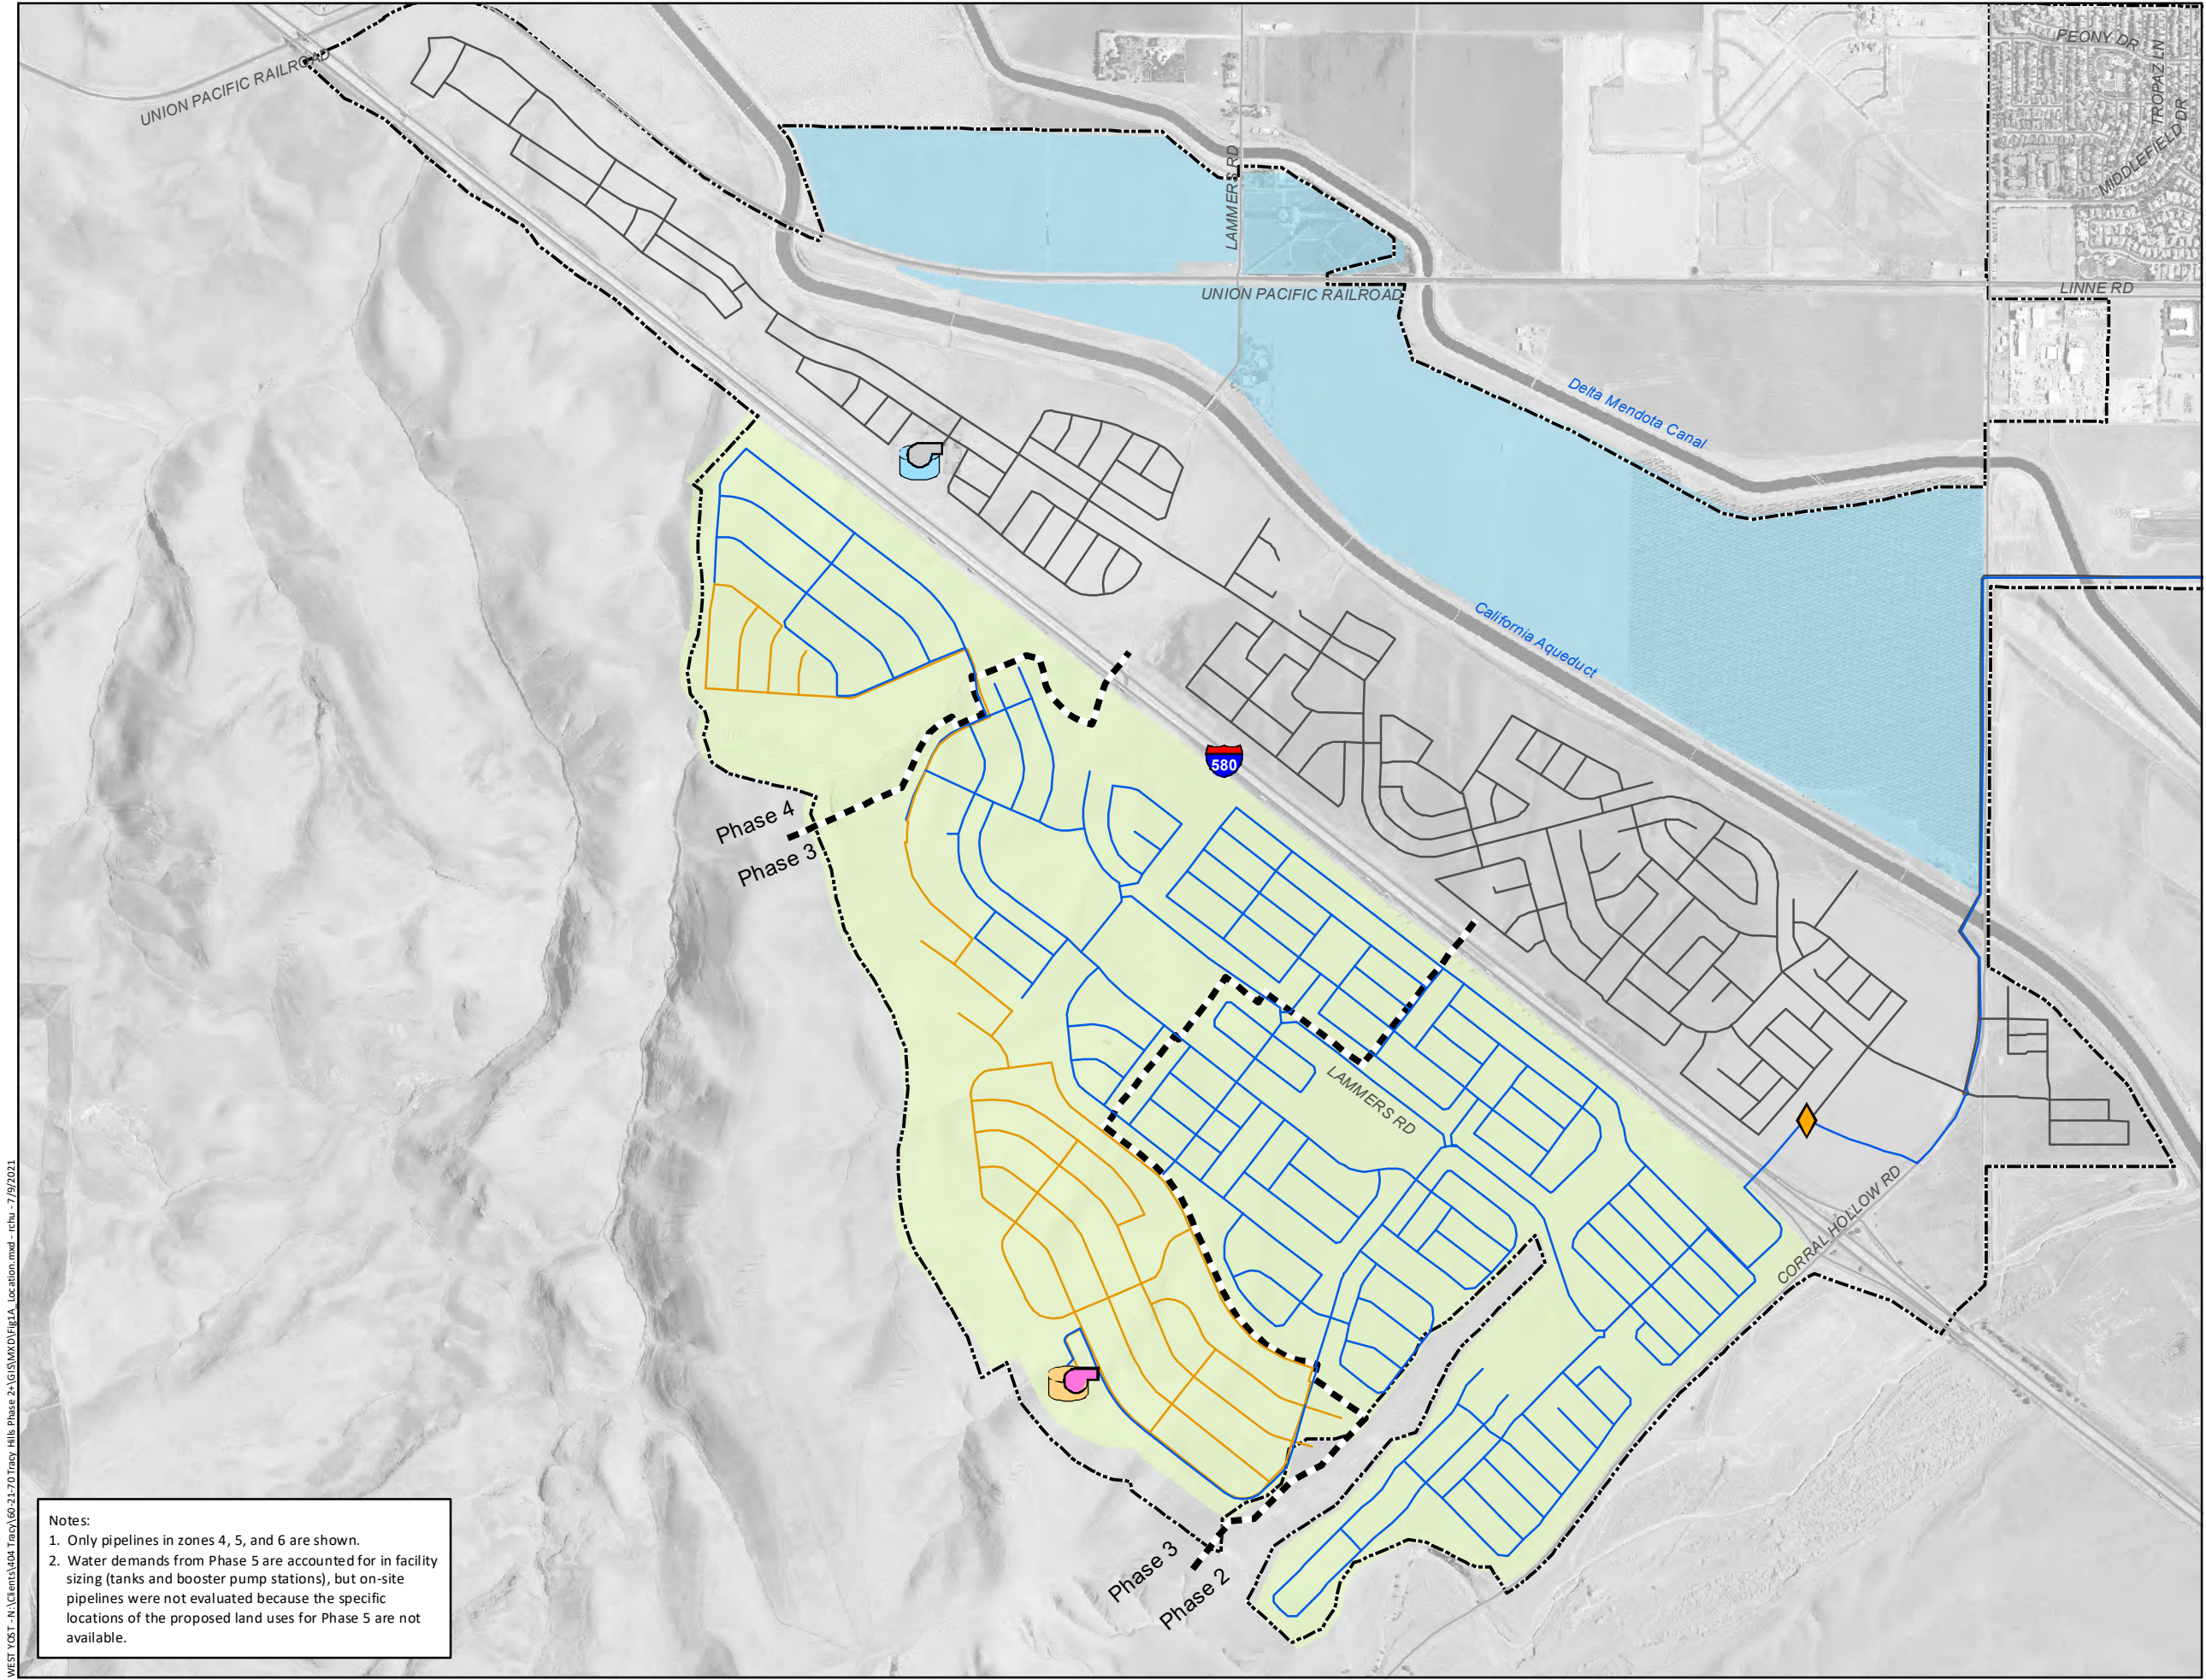 UNION PACIFIC RAILROAD
PEONY DR
TROPAZ LN
MIDDLEFIELD DR
LAMMERS RD
UNION PACIFIC RAILROAD
LINNE RD
Delta Mendota Canal
California Aqueduct
580
Phase 4
Phase 3
LAMMERS RD
CORRAL HOLLOW RD
Phase 3
Phase 2
Notes:
1. Only pipelines in zones 4, 5, and 6 are shown.
2. Water demands from Phase 5 are accounted for in facility
sizing (tanks and booster pump stations), but on-site
pipelines were not evaluated because the specific
locations of the proposed land uses for Phase 5 are not
available.
WEST YOST - N:\Clients\404 Tracy\60-21-70 Tracy Hills Phase 2+\GIS\MXD\Fig1A_Location.mxd - rchu - 7/9/2021